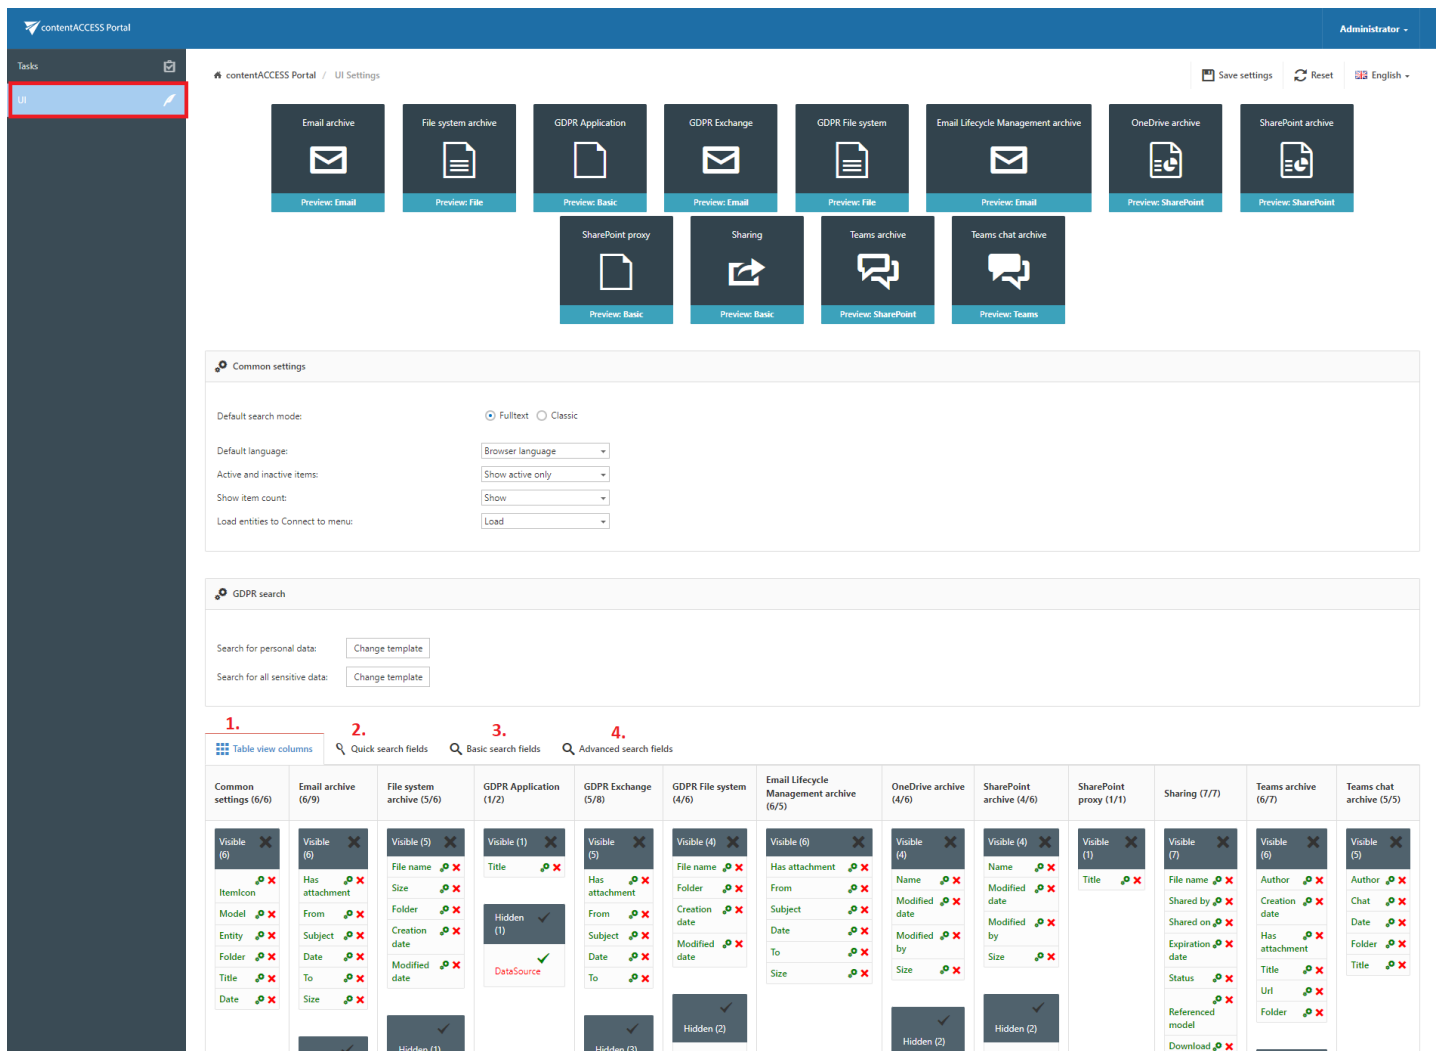 contentACCESS Portal
Administrator
Tasks
UI
contentACCESS Portal / UI Settings
Save settings
Reset
English
Email archive
Preview: Email
File system archive
Preview: File
GDPR Application
Preview: Basic
GDPR Exchange
Preview: Email
GDPR File system
Preview: File
Email Lifecycle Management archive
Preview: Email
OneDrive archive
Preview: SharePoint
SharePoint archive
Preview: SharePoint
SharePoint proxy
Preview: Basic
Sharing
Preview: Basic
Teams archive
Preview: SharePoint
Teams chat archive
Preview: Teams
Common settings
Default search mode:
Fulltext
Classic
Default language:
Browser language
Active and inactive items:
Show active only
Show item count:
Show
Load entities to Connect to menu:
Load
GDPR search
Search for personal data:
Change template
Search for all sensitive data:
Change template
1.
2.
3.
4.
Table view columns
Quick search fields
Basic search fields
Advanced search fields
Common
settings (6/6)
Visible
(6)
ItemIcon
Model
Entity
Folder
Title
Date
Email archive
(6/9)
Visible
(6)
Has
attachment
From
Subject
Date
To
Size
File system
archive (5/6)
Visible (5)
File name
Size
Folder
Creation
date
Modified
date
Hidden (1)
GDPR Application
(1/2)
Visible (1)
Title
Hidden
(1)
DataSource
GDPR Exchange
(5/8)
Visible
(5)
Has
attachment
From
Subject
Date
To
Hidden (3)
GDPR File system
(4/6)
Visible (4)
File name
Folder
Creation
date
Modified
date
Hidden (2)
Email Lifecycle
Management archive
(6/5)
Visible (6)
Has attachment
From
Subject
Date
To
Size
OneDrive archive
(4/6)
Visible
(4)
Name
Modified
date
Modified
by
Size
Hidden (2)
SharePoint
archive (4/6)
Visible (4)
Name
Modified
date
Modified
by
Size
Hidden (2)
SharePoint
proxy (1/1)
Visible
(1)
Title
Sharing (7/7)
Visible
(7)
File name
Shared by
Shared on
Expiration
date
Status
Referenced
model
Download
Teams archive
(6/7)
Visible
(6)
Author
Creation
date
Has
attachment
Title
Url
Folder
Teams chat
archive (5/5)
Visible
(5)
Author
Chat
Date
Folder
Title